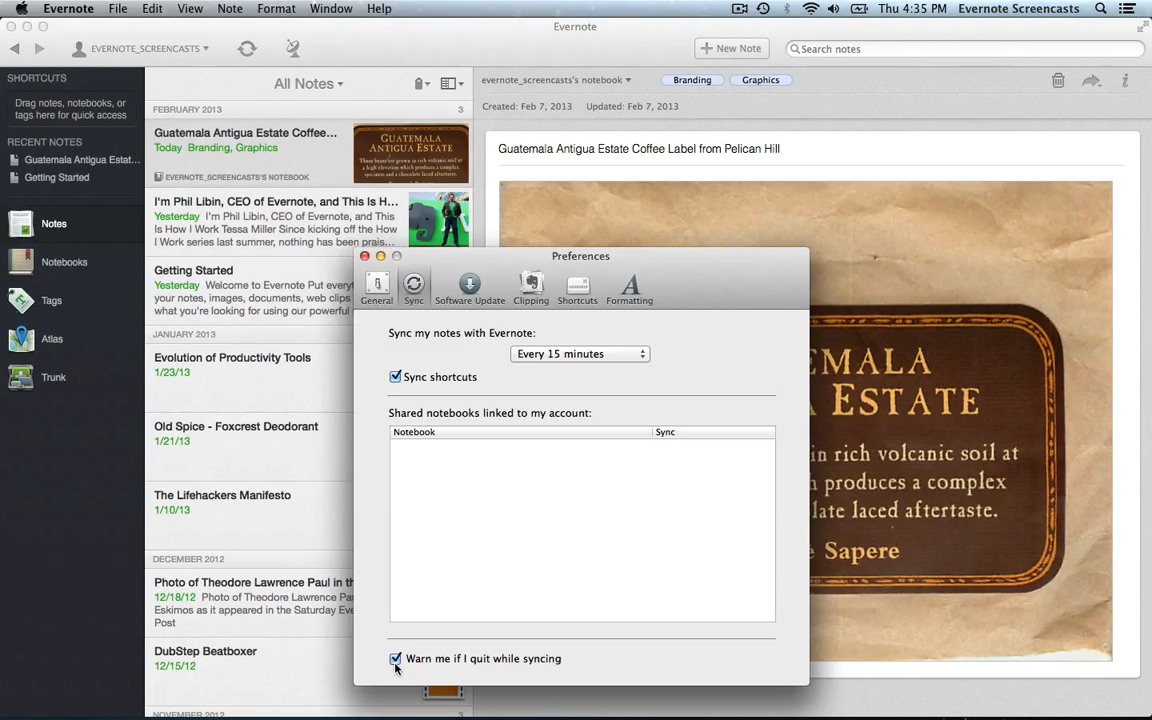 Evernote File Edit View Note Format Window Help Thu 4:35 PM Evernote Screencasts
Evernote
EVERNOTE_SCREENCASTS
+ New Note
Search notes
SHORTCUTS
Drag notes, notebooks, or
tags here for quick access
RECENT NOTES
Guatemala Antigua Estat...
Getting Started
Notes
Notebooks
Tags
Atlas
Trunk
All Notes
FEBRUARY 2013 3
Guatemala Antigua Estate Coffee...
Today Branding, Graphics
EVERNOTE_SCREENCASTS'S NOTEBOOK
GUATEMALA
ANTIGUA ESTATE
I'm Phil Libin, CEO of Evernote, and This Is H...
Yesterday I'm Phil Libin, CEO of Evernote, and This
Is How I Work Tessa Miller Since kicking off the How
I Work series last summer, nothing has been prais...
Getting Started
Yesterday Welcome to Evernote Put every
your notes, images, documents, web clips
what you're looking for using our powerful
JANUARY 2013
Evolution of Productivity Tools
1/23/13
Old Spice - Foxcrest Deodorant
1/21/13
The Lifehackers Manifesto
1/10/13
DECEMBER 2012
Photo of Theodore Lawrence Paul in th
12/18/12 Photo of Theodore Lawrence Pa
Eskimos as it appeared in the Saturday Eve
Post
DubStep Beatboxer
12/15/12
NOVEMBER 2012
evernote_screencasts's notebook Branding Graphics
Created: Feb 7, 2013 Updated: Feb 7, 2013
Guatemala Antigua Estate Coffee Label from Pelican Hill
EMALA
ESTATE
in rich volcanic soil at
h produces a complex
late laced aftertaste.
e Sapere
Preferences
General Sync Software Update Clipping Shortcuts Formatting
Sync my notes with Evernote:
Every 15 minutes
Sync shortcuts
Shared notebooks linked to my account:
Notebook Sync
Warn me if I quit while syncing